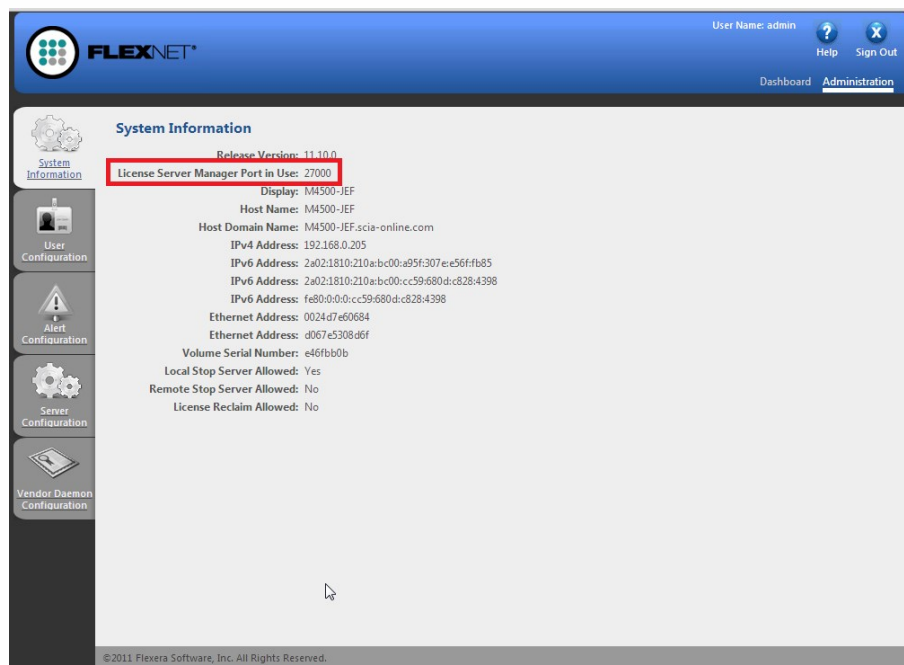 User Name: admin
FLEXNET
Help
Sign Out
Dashboard
Administration
System Information
User Configuration
Alert Configuration
Server Configuration
Vendor Daemon Configuration
System Information
Release Version: 11.10.0
License Server Manager Port in Use: 27000
Display: M4500-JEF
Host Name: M4500-JEF
Host Domain Name: M4500-JEF.scia-online.com
IPv4 Address: 192.168.0.205
IPv6 Address: 2a02:1810:210a:bc00:a95f:307e:e56f:fb85
IPv6 Address: 2a02:1810:210a:bc00:cc59:680d:c828:4398
IPv6 Address: fe80:0:0:0:cc59:680d:c828:4398
Ethernet Address: 0024d7e60684
Ethernet Address: d067e5308d6f
Volume Serial Number: e46fbb0b
Local Stop Server Allowed: Yes
Remote Stop Server Allowed: No
License Reclaim Allowed: No
©2011 Flexera Software, Inc. All Rights Reserved.